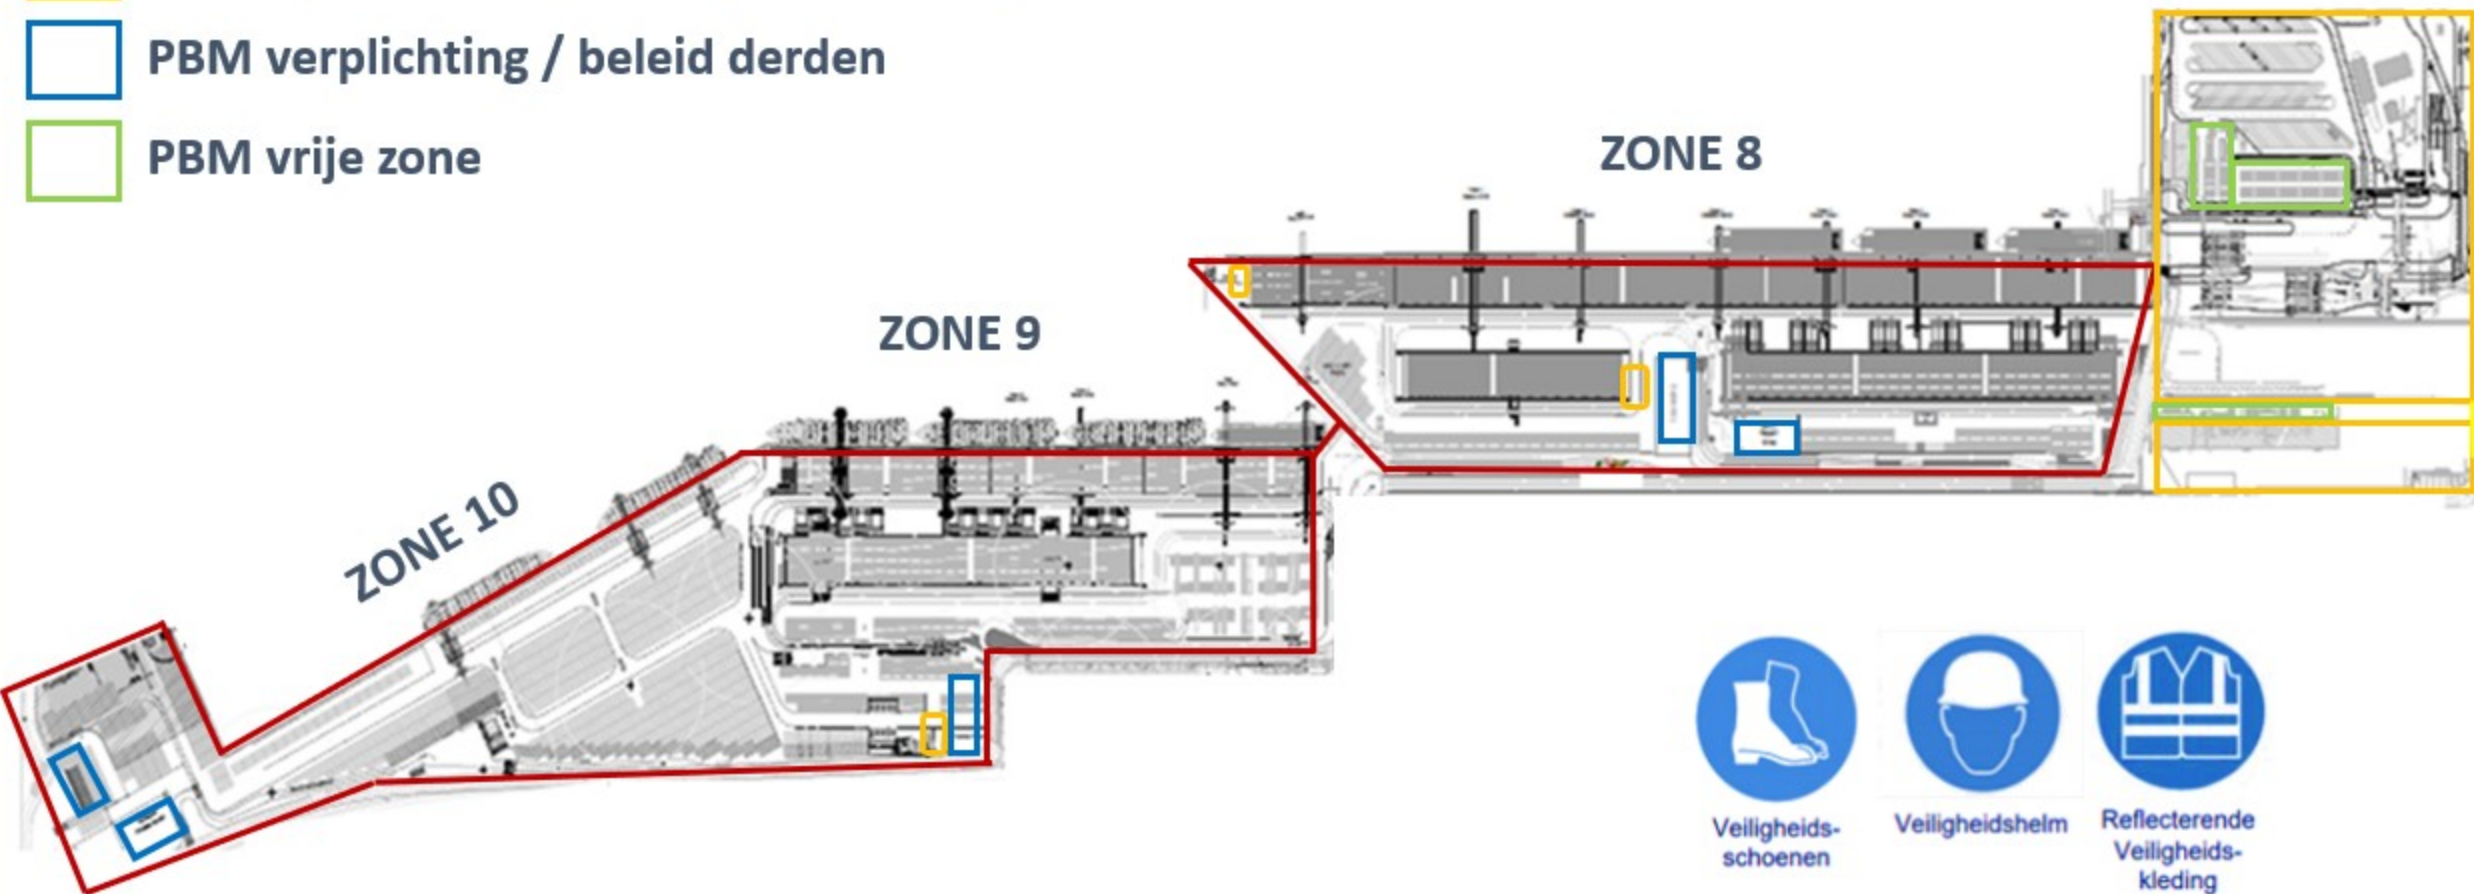 PBM verplichting / beleid derden
PBM vrije zone
ZONE 8
ZONE 9
ZONE 10
Veiligheids-
schoenen
Veiligheidshelm
Reflecterende
Veiligheids-
kleding